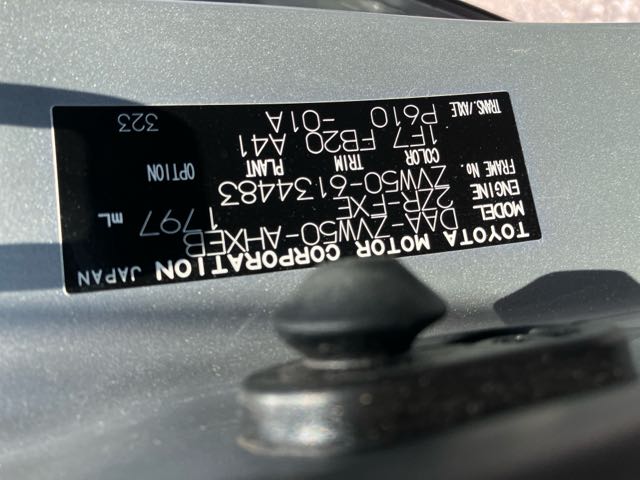 TOYOTA MOTOR CORPORATION JAPAN
MODEL DAA-ZVW50-AHXEB
ENGINE 2ZR-FXE 1797 mL
FRAME No. ZVW50-6134483
COLOR TRIM PLANT OPTION
1F7 FB20 A41
TRANS./AXLE P610 -01A 323